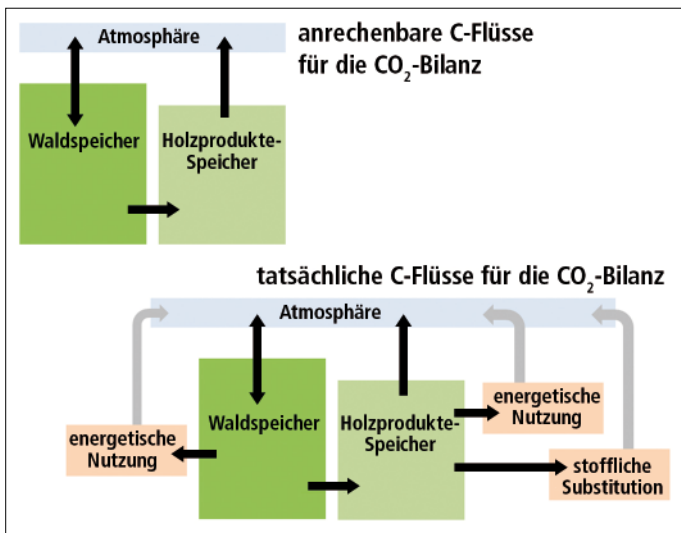 Atmosphäre
anrechenbare C-Flüsse
für die CO₂-Bilanz
Waldspeicher
Holzprodukte-
Speicher
tatsächliche C-Flüsse für die CO₂-Bilanz
Atmosphäre
energetische
Nutzung
Waldspeicher
Holzprodukte-
Speicher
energetische
Nutzung
stoffliche
Substitution